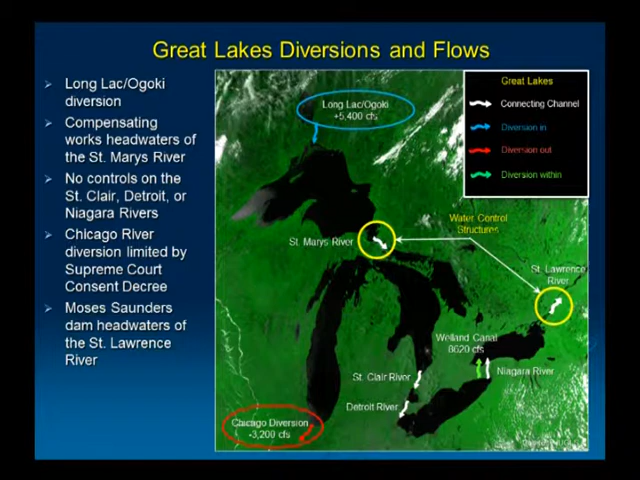 Great Lakes Diversions and Flows
Long Lac/Ogoki
diversion
Compensating
works headwaters of
the St. Marys River
No controls on the
St. Clair, Detroit, or
Niagara Rivers
Chicago River
diversion limited by
Supreme Court
Consent Decree
Moses Saunders
dam headwaters of
the St. Lawrence
River
Great Lakes
Connecting Channel
Diversion in
Diversion out
Diversion within
Long Lac/Ogoki
+5,400 cfs
Water Control
Structures
St. Marys River
St. Lawrence
River
Welland Canal
8620 cfs
Niagara River
St. Clair River
Detroit River
Chicago Diversion
-3,200 cfs